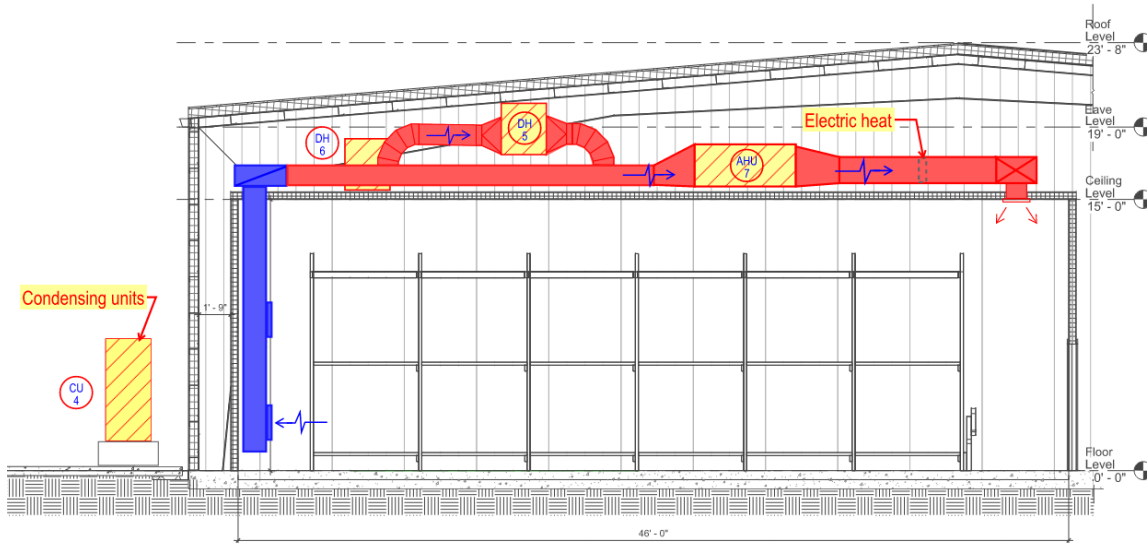 Roof
Level
23' - 8"
Eave
Level
19' - 0"
Electric heat
DH
5
DH
6
AHU
7
Ceiling
Level
15' - 0"
Condensing units
1' - 9"
CU
4
Floor
Level
0' - 0"
46' - 0"